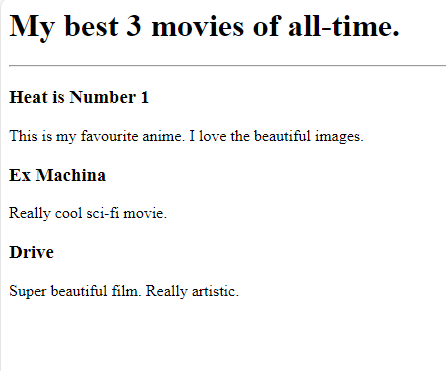 My best 3 movies of all-time.
Heat is Number 1
This is my favourite anime. I love the beautiful images.
Ex Machina
Really cool sci-fi movie.
Drive
Super beautiful film. Really artistic.